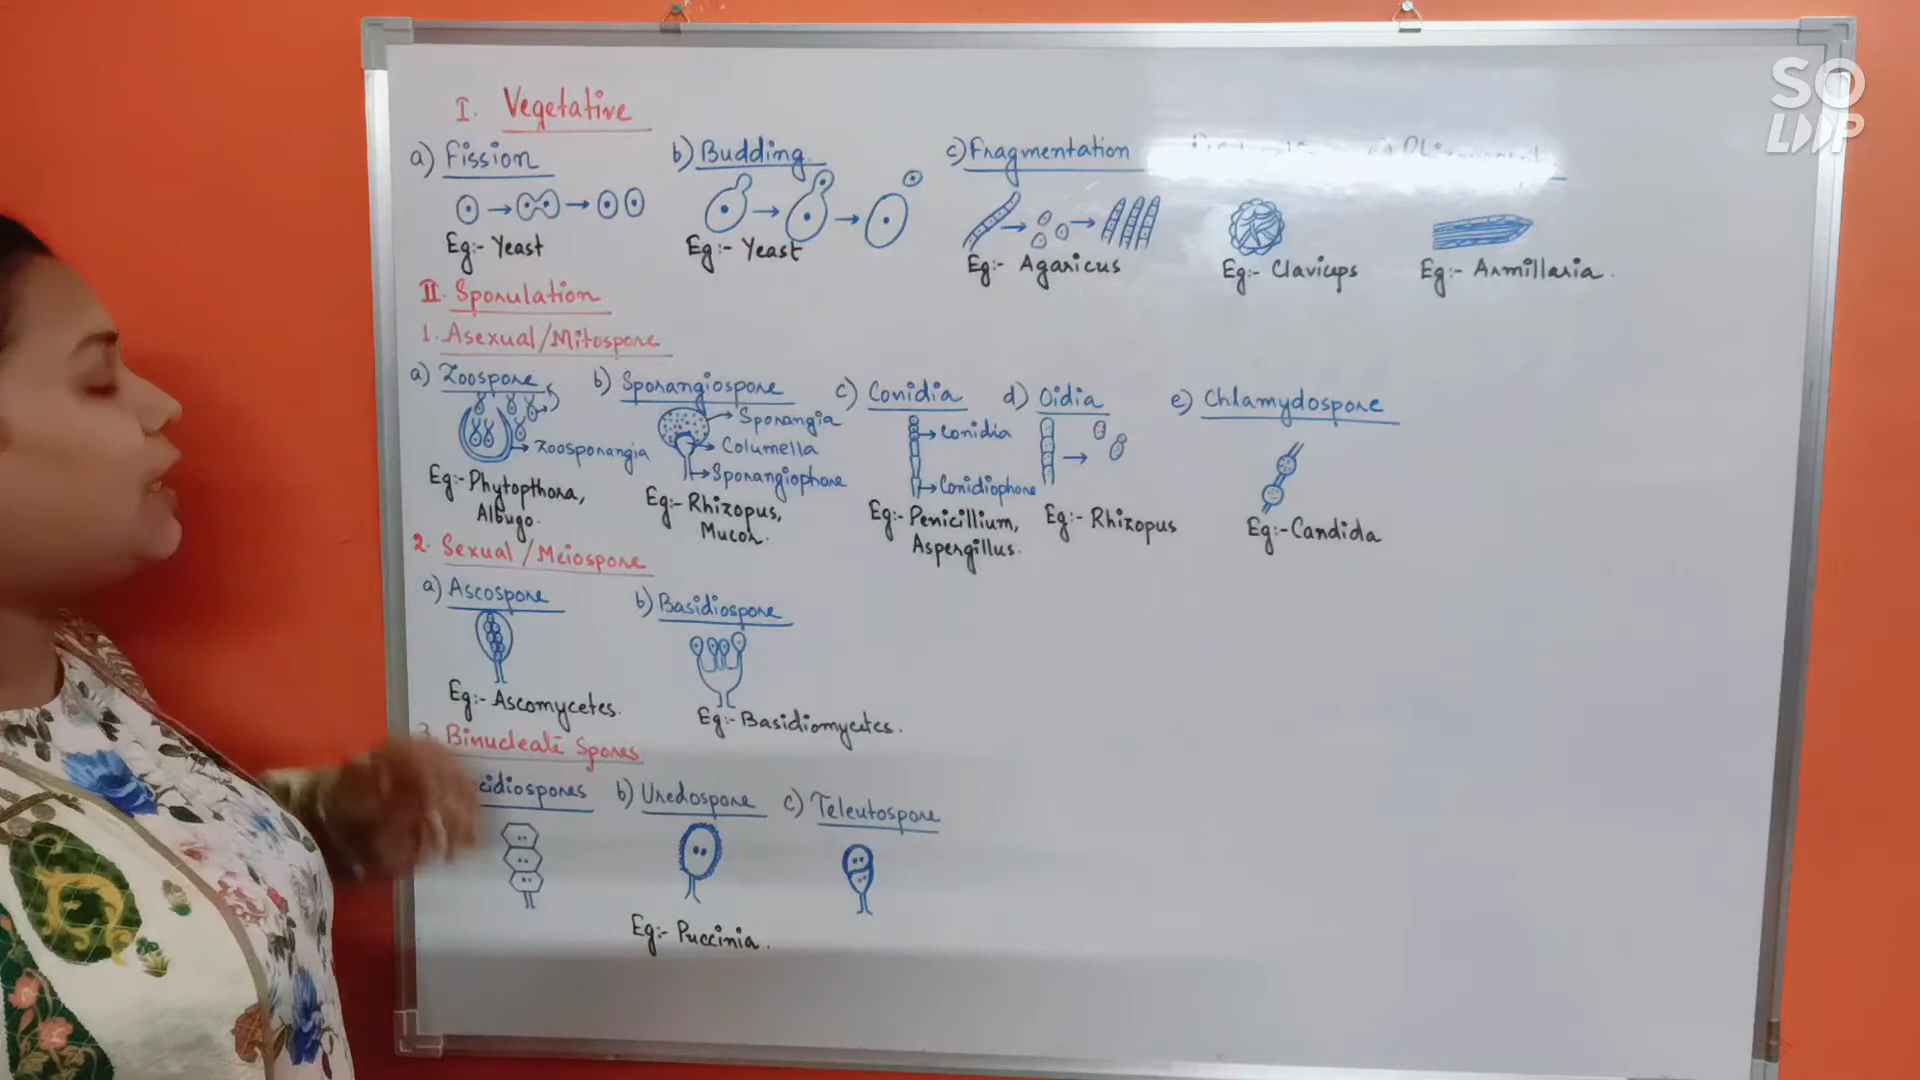 I. Vegetative
a) Fission b) Budding c) Fragmentation
Eg:- Yeast Eg:- Yeast Eg:- Agaricus Eg:- Claviceps Eg:- Armillaria.
II. Sporulation
1. Asexual/Mitospore
a) Zoospore b) Sporangiospore c) Conidia d) Oidia e) Chlamydospore
Zoosporangia
Sporangia
Columella
Sporangiophore
Conidia
Conidiophore
Eg:- Phytopthora,
Albugo.
Eg:- Rhizopus,
Mucor.
Eg:- Penicillium,
Aspergillus.
Eg:- Rhizopus
Eg:- Candida
2. Sexual/Meiospore
a) Ascospore b) Basidiospore
Eg:- Ascomycetes. Eg:- Basidiomycetes.
3. Binucleate Spores
cidiospores b) Uredospore c) Teleutospore
Eg:- Puccinia.
SO
LOOP